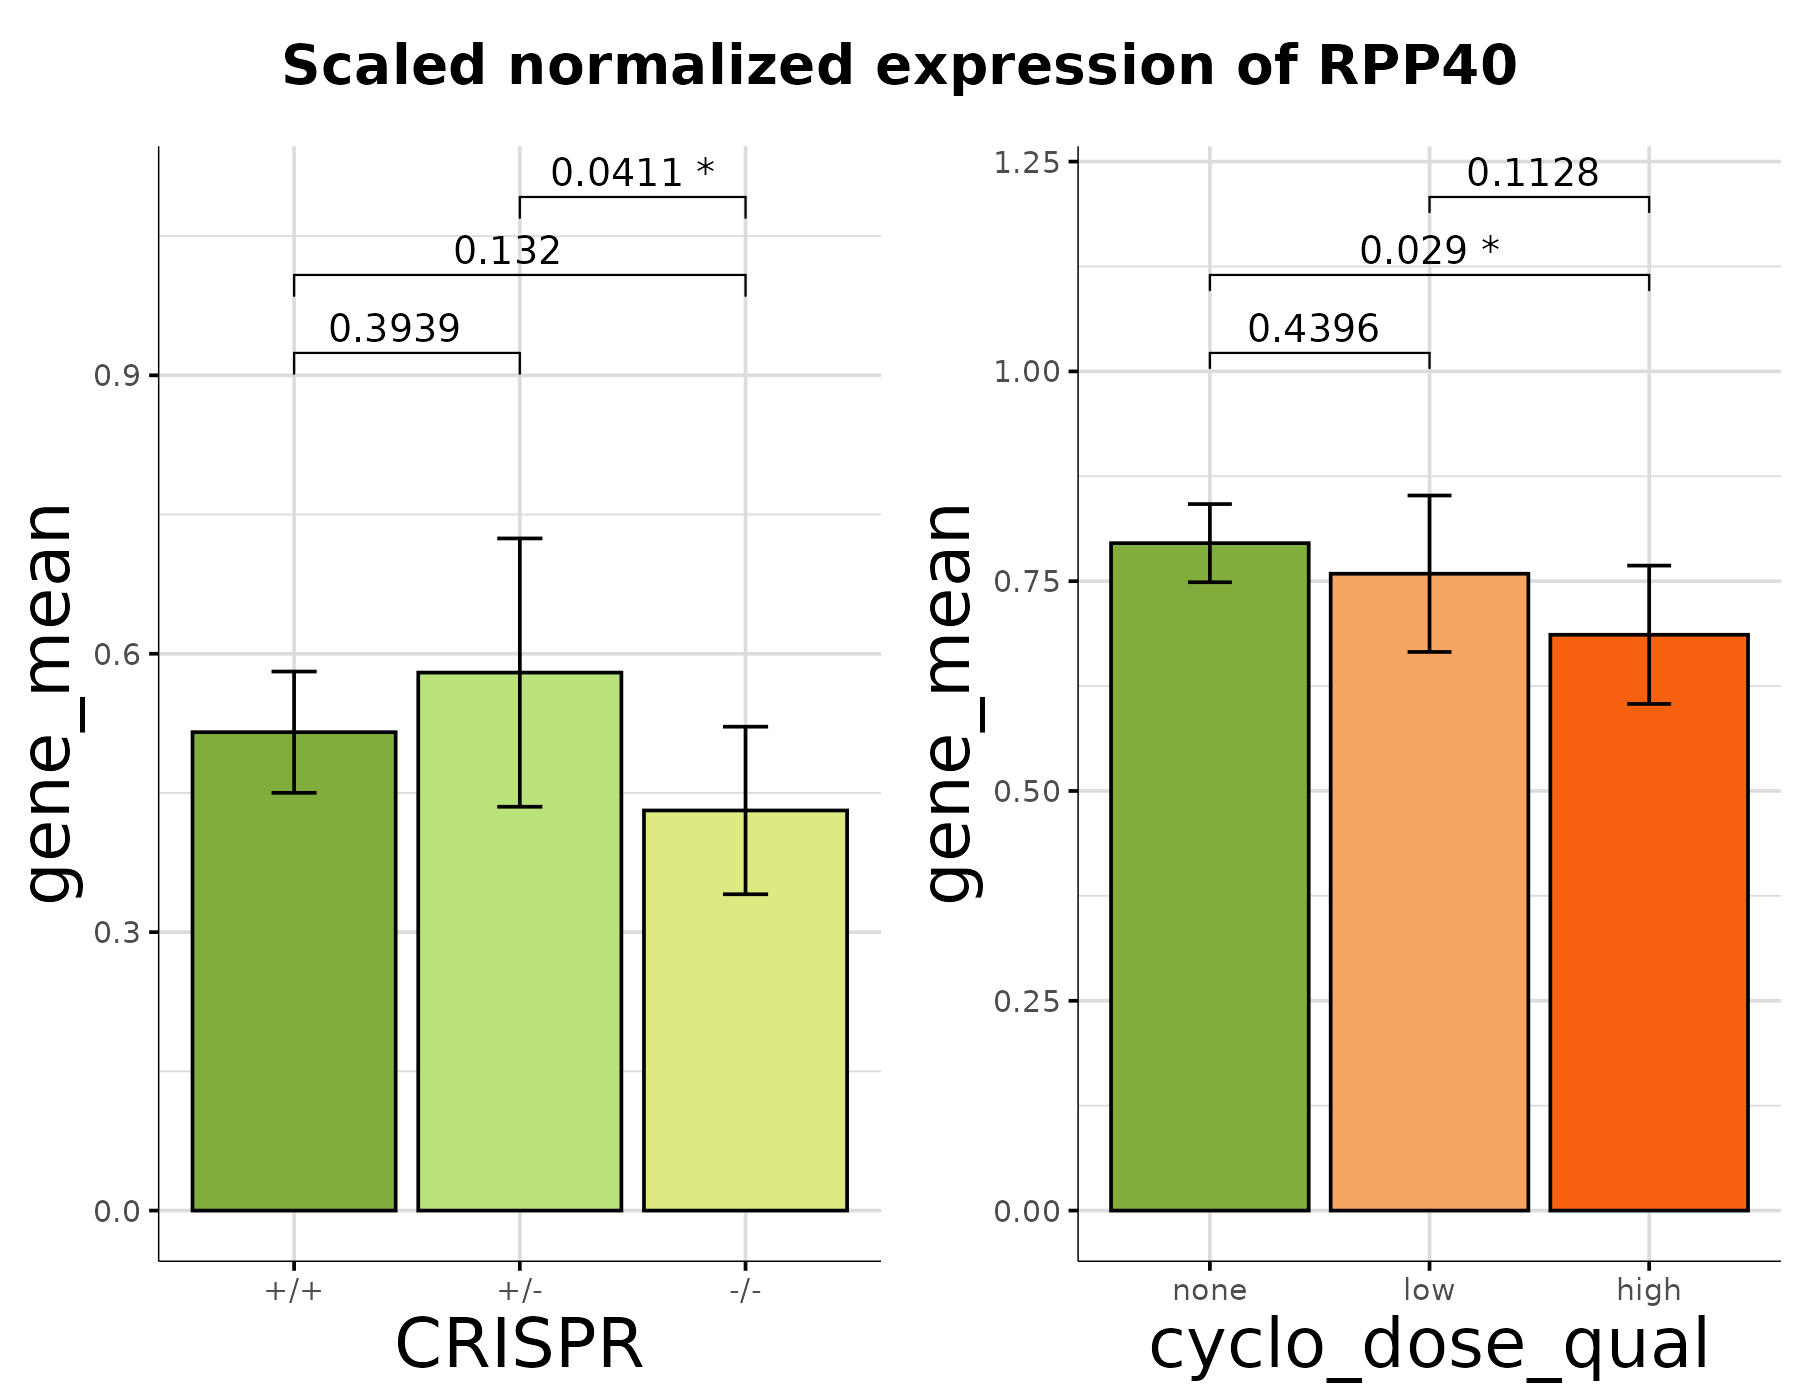 Scaled normalized expression of RPP40
gene_mean
0.9
0.6
0.3
0.0
0.0411 *
0.132
0.3939
+/+ +/- -/-
CRISPR
gene_mean
1.25
1.00
0.75
0.50
0.25
0.00
0.1128
0.029 *
0.4396
none low high
cyclo_dose_qual